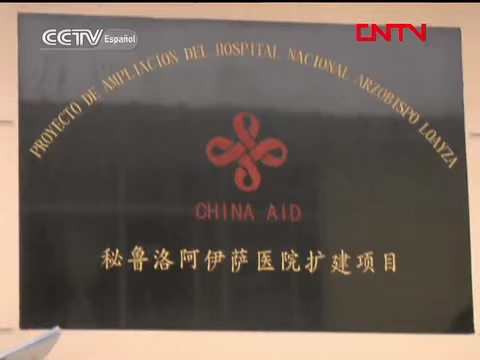 CCTV Español
CNTV
PROYECTO DE AMPLIACION DEL HOSPITAL NACIONAL ARZOBISPO LOAYZA
CHINA AID
秘鲁洛阿伊萨医院扩建项目